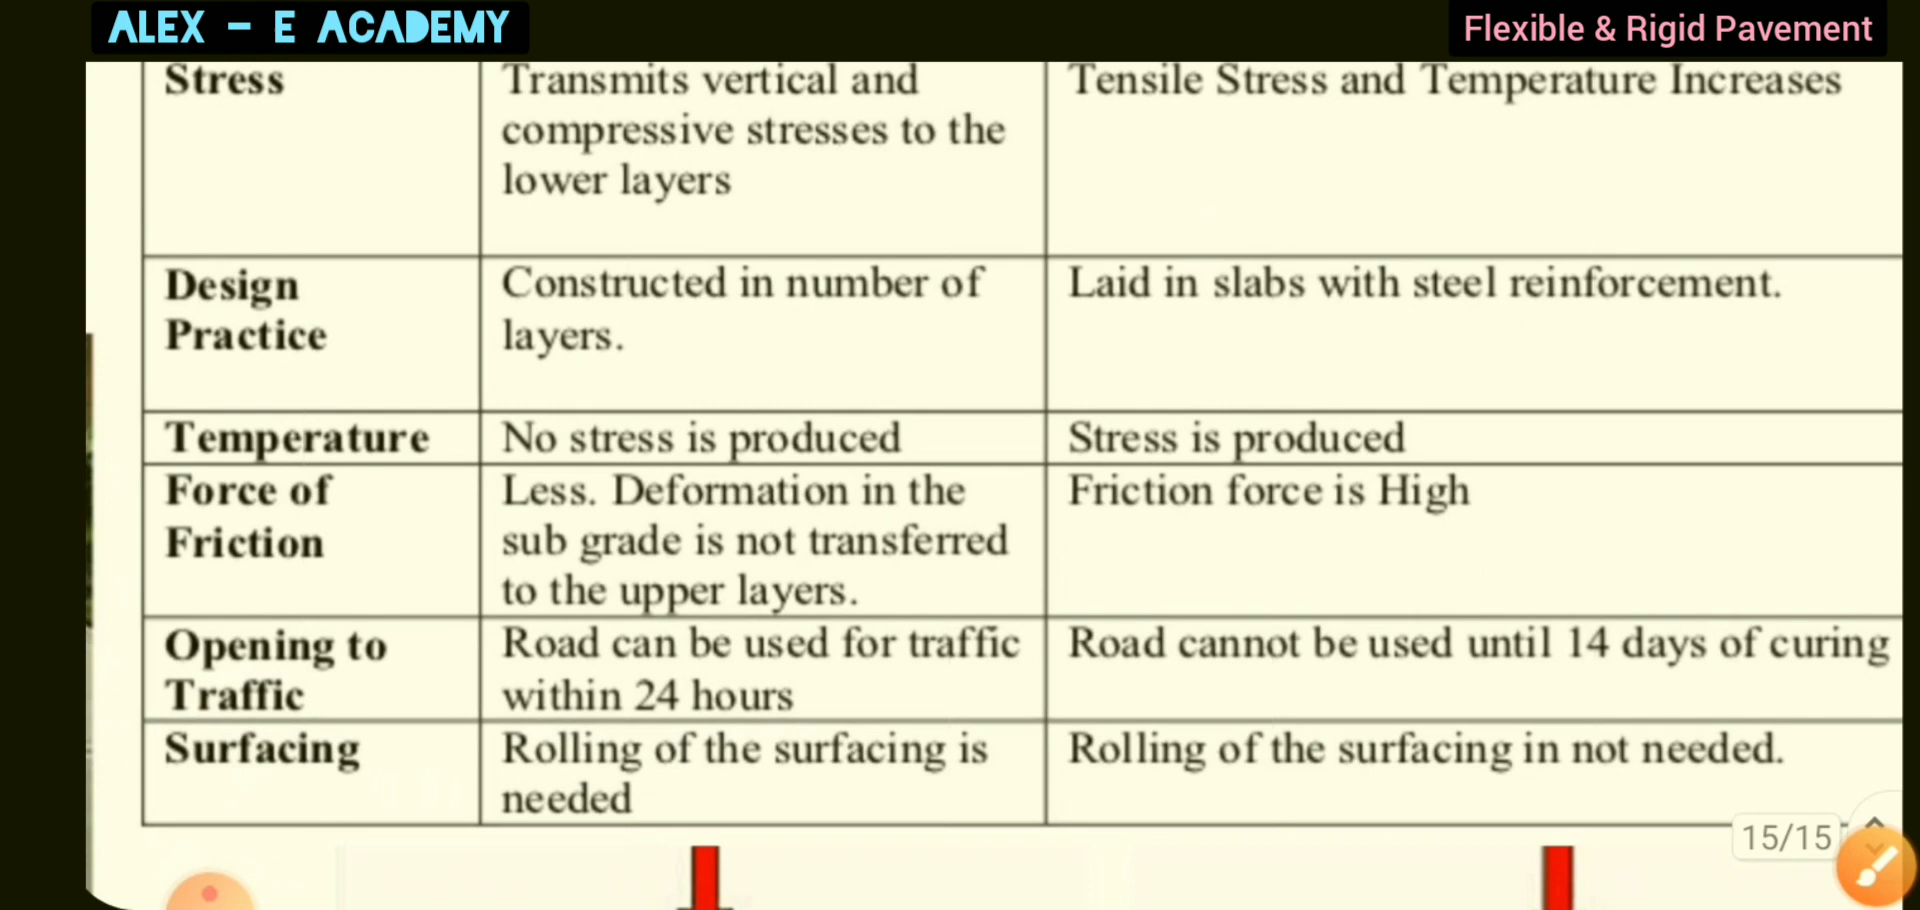 ALEX - E ACADEMY
Flexible & Rigid Pavement
Stress
Transmits vertical and
compressive stresses to the
lower layers
Tensile Stress and Temperature Increases
Design
Practice
Constructed in number of
layers.
Laid in slabs with steel reinforcement.
Temperature
No stress is produced
Stress is produced
Force of
Friction
Less. Deformation in the
sub grade is not transferred
to the upper layers.
Friction force is High
Opening to
Traffic
Road can be used for traffic
within 24 hours
Road cannot be used until 14 days of curing
Surfacing
Rolling of the surfacing is
needed
Rolling of the surfacing in not needed.
15/15